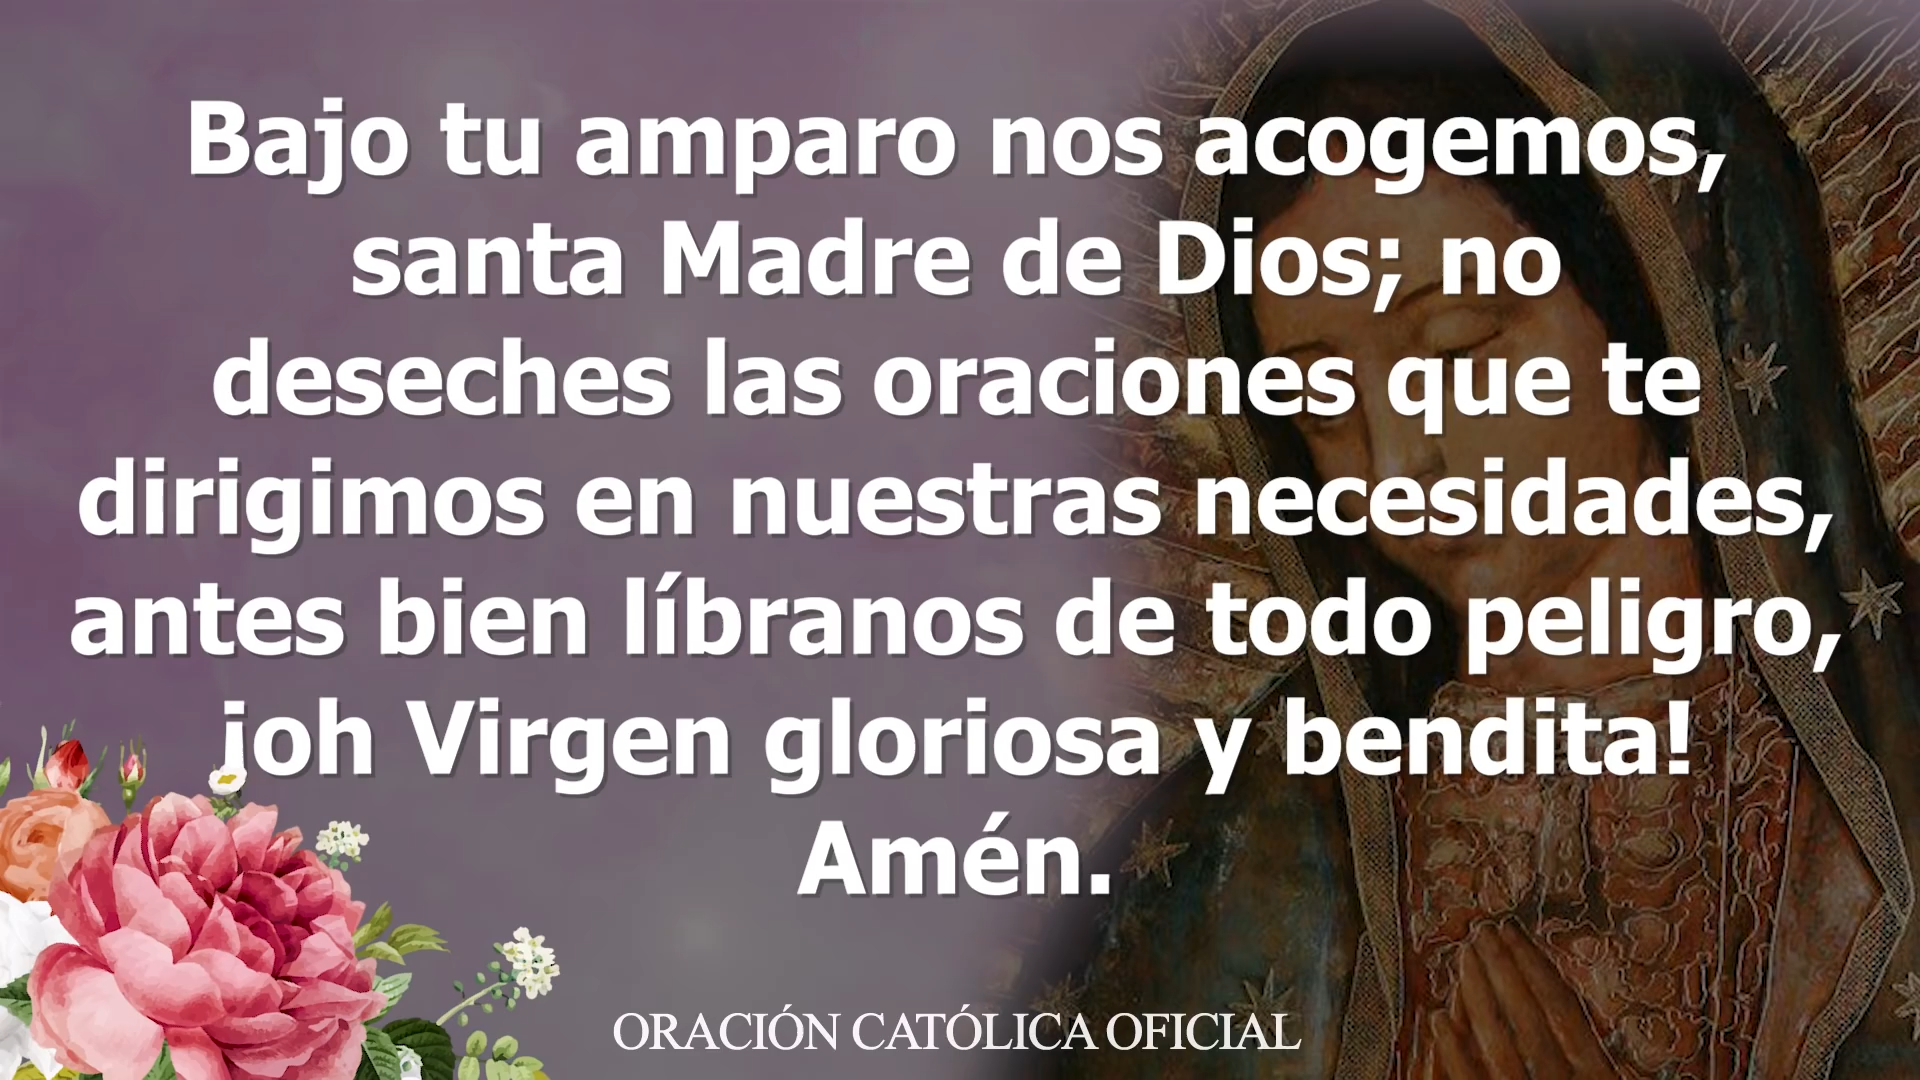 Bajo tu amparo nos acogemos,
santa Madre de Dios; no
deseches las oraciones que te
dirigimos en nuestras necesidades,
antes bien líbranos de todo peligro,
¡oh Virgen gloriosa y bendita!
Amén.
ORACIÓN CATÓLICA OFICIAL